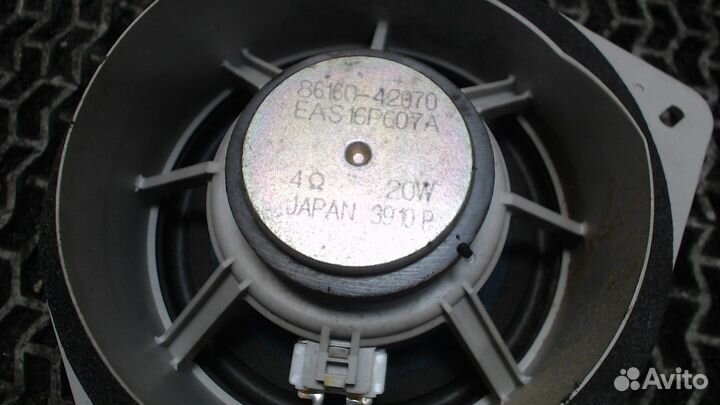 86160-42070
EAS16P607A
4Ω 20W
JAPAN 3910 P
Avito